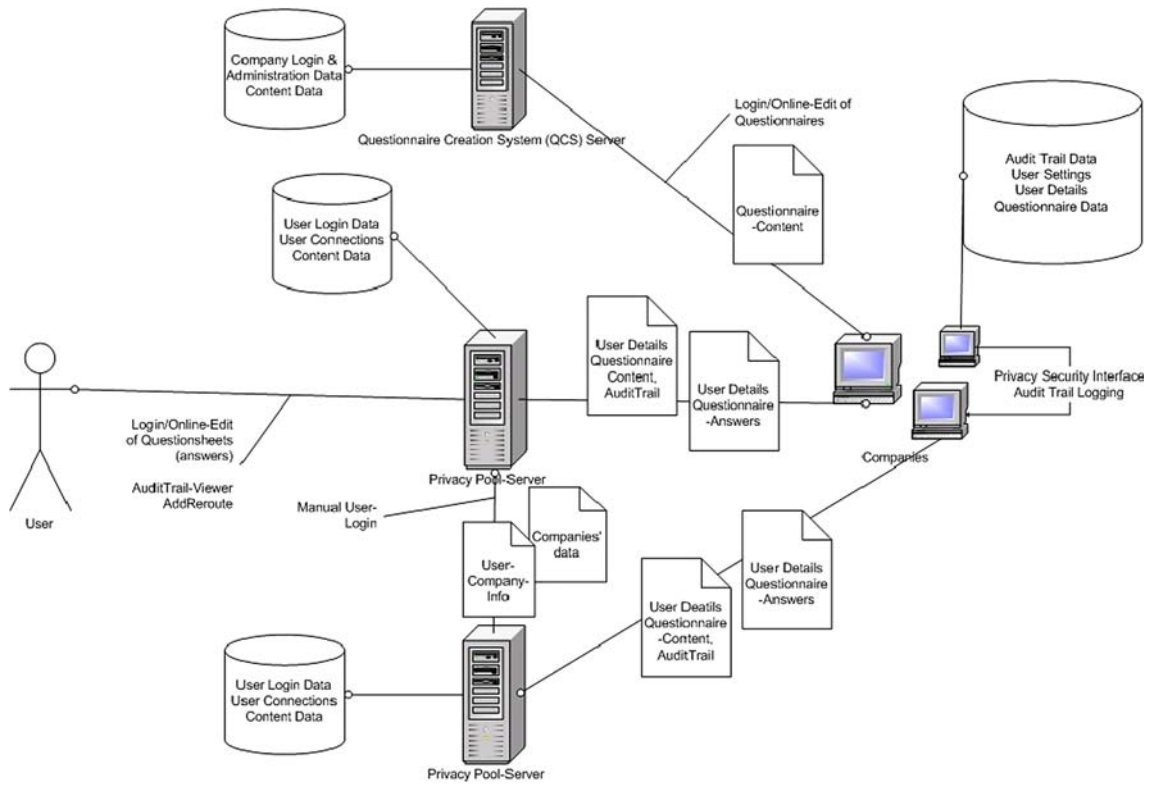 Company Login &
Administration Data
Content Data
Questionnaire Creation System (QCS) Server
Login/Online-Edit of
Questionnaires
Questionnaire
-Content
Audit Trail Data
User Settings
User Details
Questionnaire Data
User Login Data
User Connections
Content Data
User Details
Questionnaire
Content,
AuditTrail
User Details
Questionnaire
-Answers
Privacy Security Interface
Audit Trail Logging
Companies
Login/Online-Edit
of Questionsheets
(answers)
AuditTrail-Viewer
AddReroute
User
Privacy Pool-Server
Manual User-
Login
Companies'
data
User-
Company-
Info
User Details
Questionnaire
-Answers
User Deatils
Questionnaire
-Content,
AuditTrail
User Login Data
User Connections
Content Data
Privacy Pool-Server